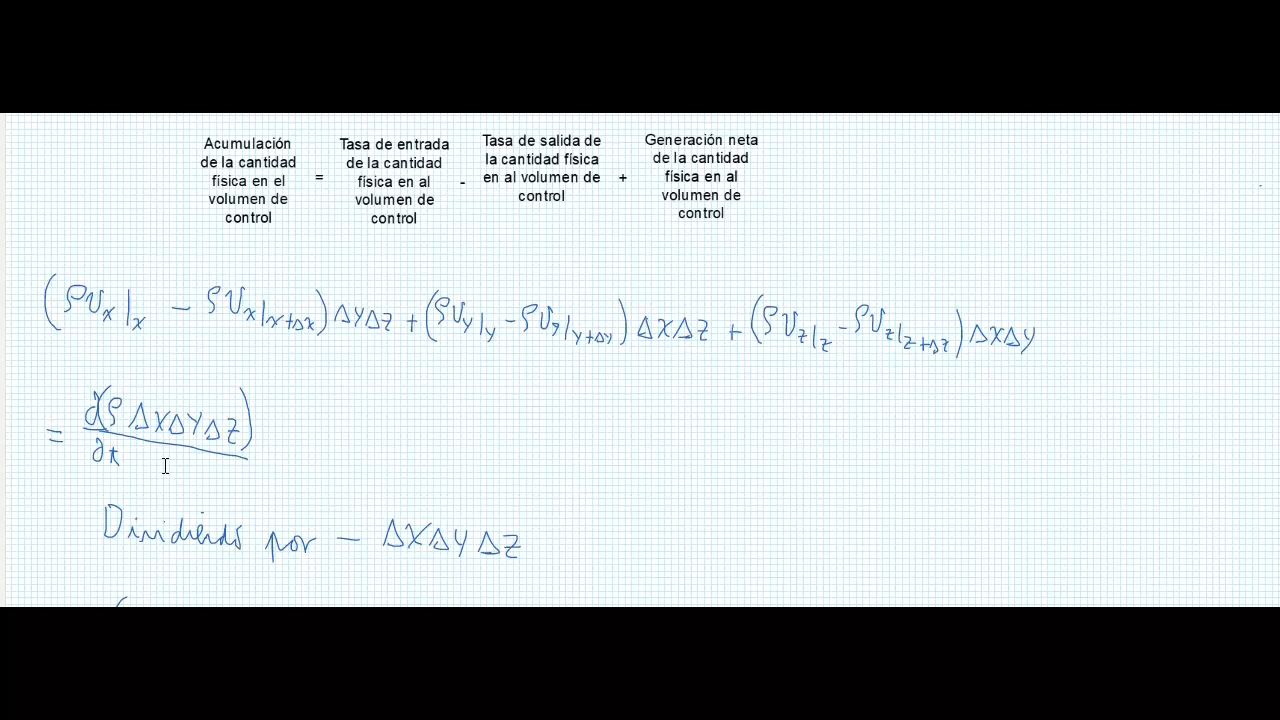 Acumulación de la cantidad física en el volumen de control = Tasa de entrada de la cantidad física en al volumen de control - Tasa de salida de la cantidad física en al volumen de control + Generación neta de la cantidad física en al volumen de control
(ρVx|x − ρVx|x+Δx) ΔyΔz + (ρVy|y − ρVy|y+Δy) ΔxΔz + (ρVz|z − ρVz|z+Δz) ΔxΔy
= ∂(ρ ΔxΔyΔz)
∂t
Dividiendo por − ΔxΔyΔz